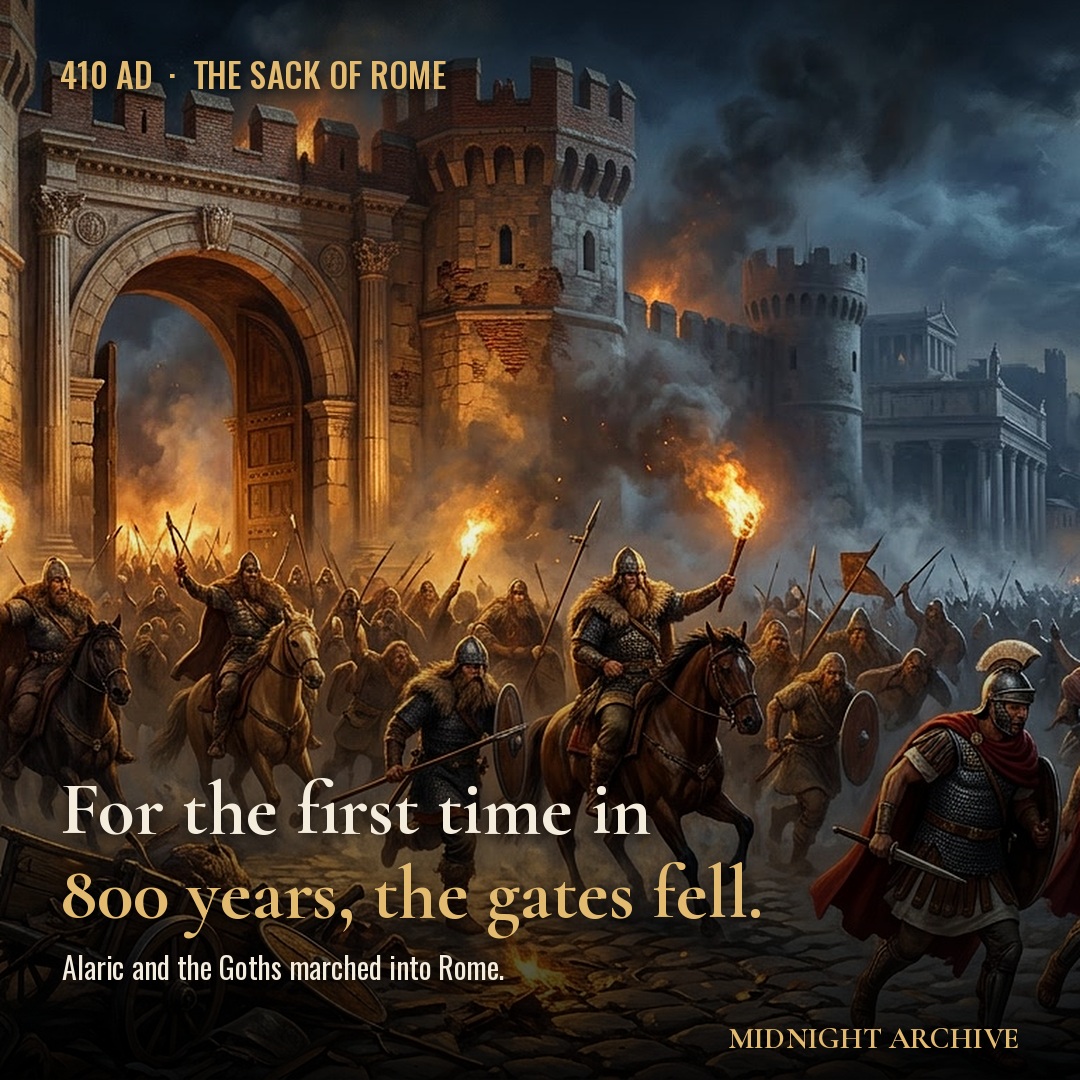 410 AD · THE SACK OF ROME
For the first time in
800 years, the gates fell.
Alaric and the Goths marched into Rome.
MIDNIGHT ARCHIVE